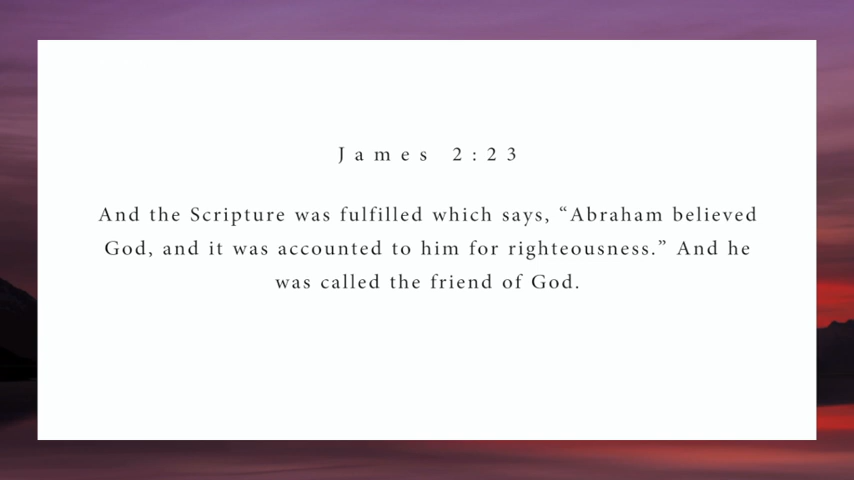 James 2:23
And the Scripture was fulfilled which says, “Abraham believed
God, and it was accounted to him for righteousness.” And he
was called the friend of God.